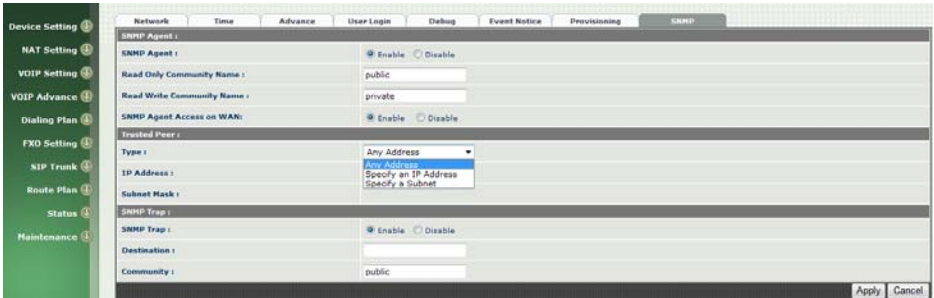 Network Time Advance User Login Debug Event Notice Provisioning SNMP
Device Setting
NAT Setting
VOIP Setting
VOIP Advance
Dialing Plan
FXO Setting
SIP Trunk
Route Plan
Status
Maintenance
SNMP Agent :
SNMP Agent : Enable Disable
Read Only Community Name : public
Read Write Community Name : private
SNMP Agent Access on WAN: Enable Disable
Trusted Peer :
Type : Any Address
Any Address
Specify an IP Address
Specify a Subnet
IP Address :
Subnet Mask :
SNMP Trap :
SNMP Trap : Enable Disable
Destination :
Community : public
Apply Cancel